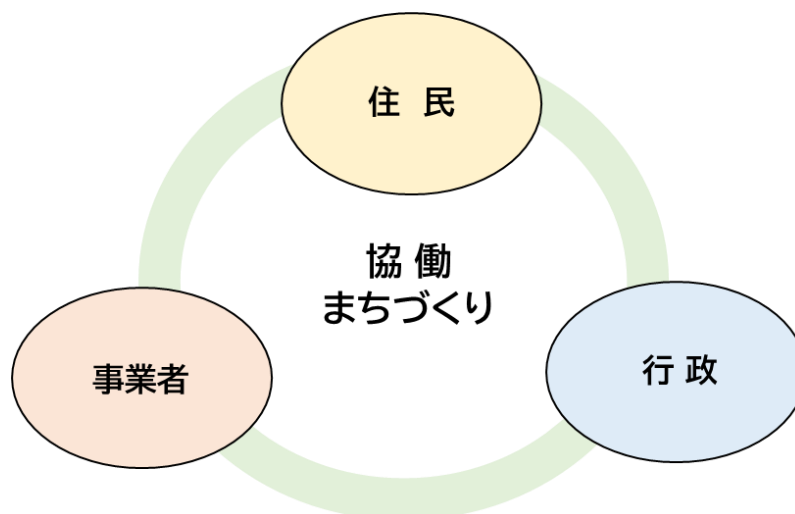 住 民
協 働
まちづくり
事業者
行 政